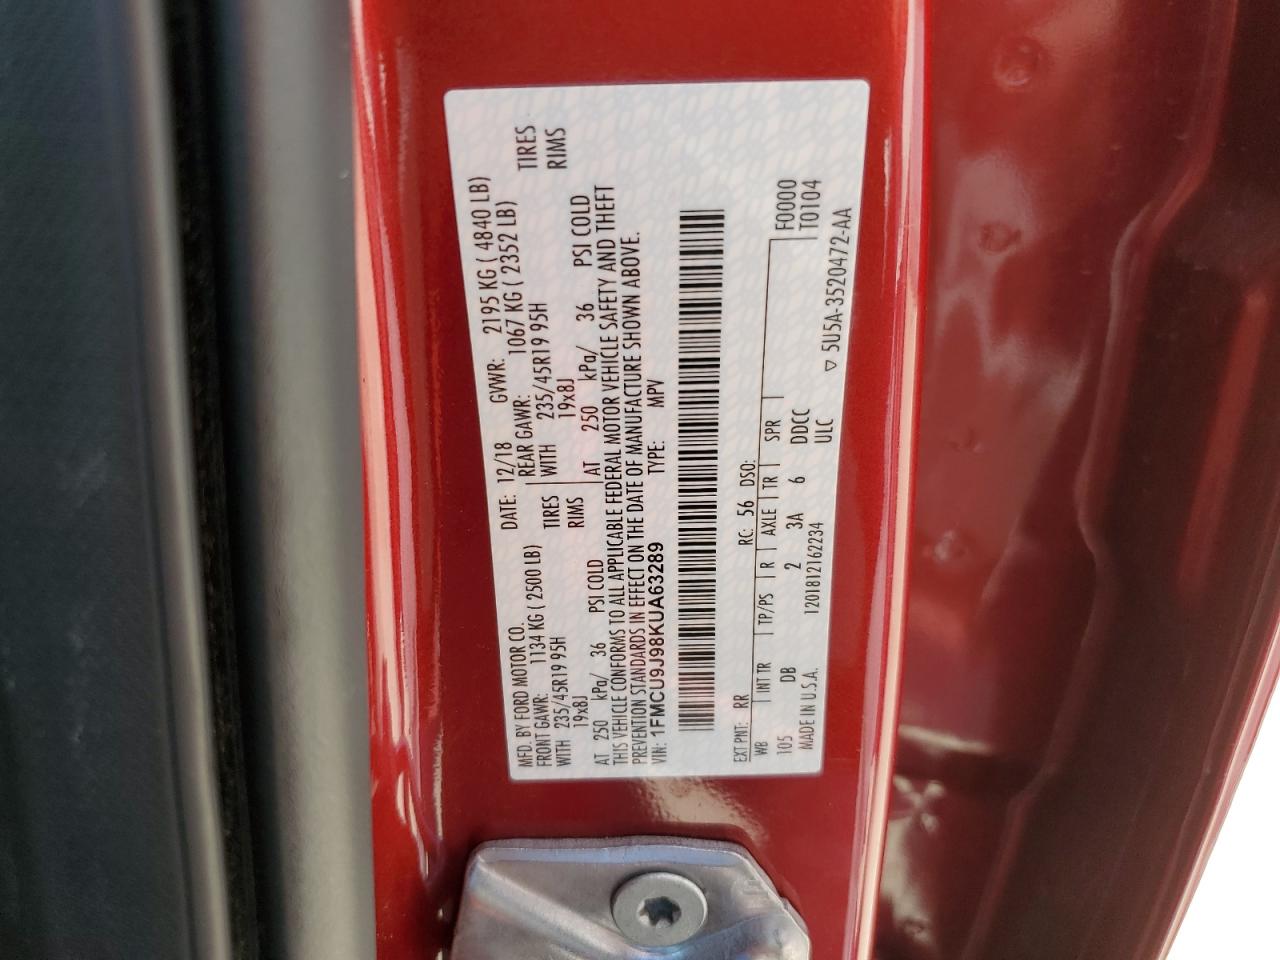 MFD. BY FORD MOTOR CO. DATE: 12/18 GVWR: 2195 KG ( 4840 LB)
FRONT GAWR: 1134 KG ( 2500 LB) REAR GAWR: 1067 KG ( 2352 LB)
WITH 235/45R19 95H TIRES WITH 235/45R19 95H TIRES
19x8J RIMS 19x8J RIMS
AT 250 kPa/ 36 PSI COLD AT 250 kPa/ 36 PSI COLD
THIS VEHICLE CONFORMS TO ALL APPLICABLE FEDERAL MOTOR VEHICLE SAFETY AND THEFT
PREVENTION STANDARDS IN EFFECT ON THE DATE OF MANUFACTURE SHOWN ABOVE.
VIN: 1FMCU9J98KUA63289 TYPE: MPV
EXT PNT: RR RC: 56 DSO:
WB INT TR TP/PS R AXLE TR SPR F0000
105 DB 2 3A 6 DDCC T0104
MADE IN U.S.A. 1201812162234 ULC
▽ 5U5A-3520472-AA